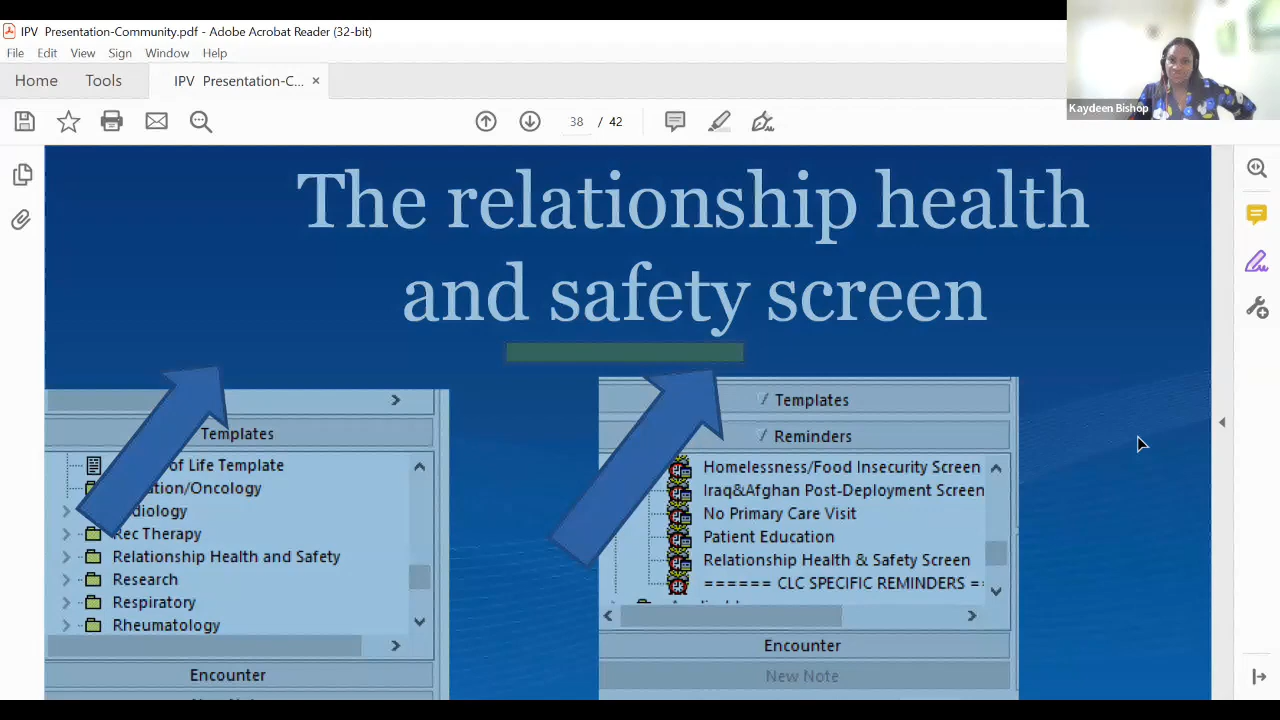 IPV Presentation-Community.pdf - Adobe Acrobat Reader (32-bit)
File Edit View Sign Window Help
Home Tools IPV Presentation-C... ×
38 / 42
Kaydeen Bishop
The relationship health
and safety screen
Templates
of Life Template
ation/Oncology
diology
Rec Therapy
Relationship Health and Safety
Research
Respiratory
Rheumatology
Encounter
Templates
Reminders
Homelessness/Food Insecurity Screen
Iraq&Afghan Post-Deployment Screen
No Primary Care Visit
Patient Education
Relationship Health & Safety Screen
====== CLC SPECIFIC REMINDERS =
Encounter
New Note